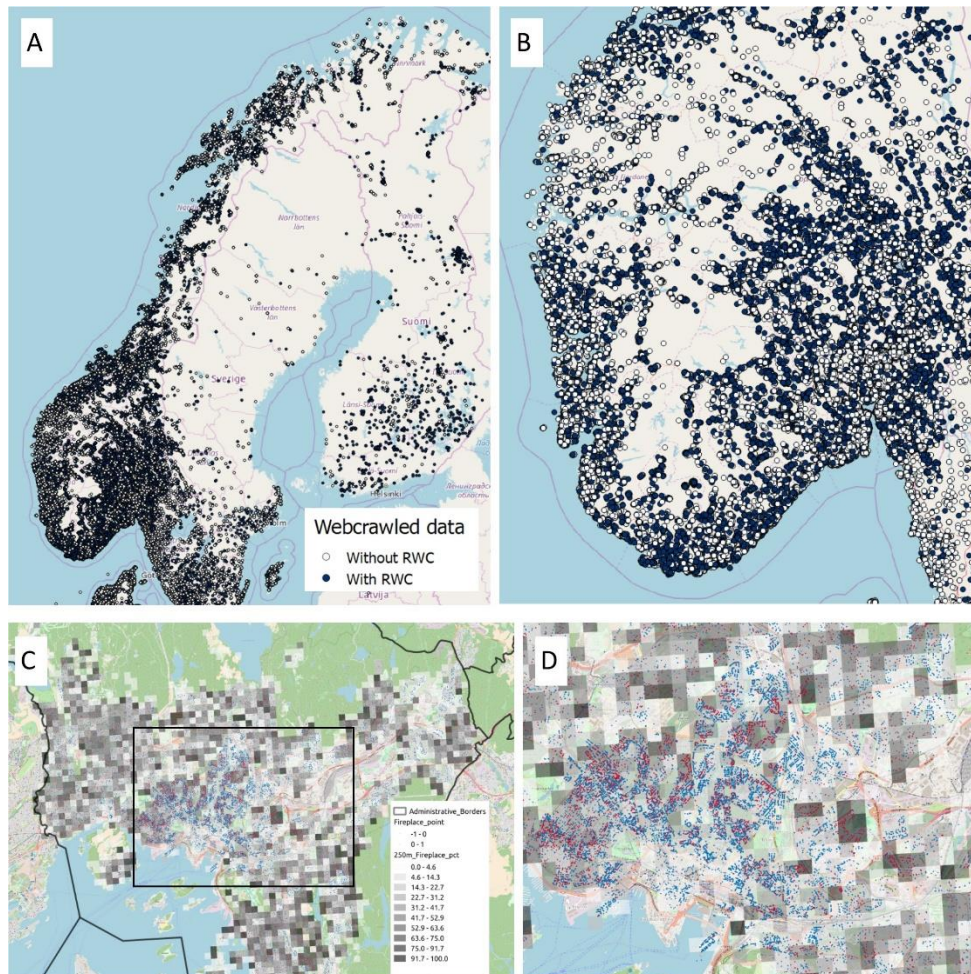 A
B
Norrbottens
län
Västerbottens
län
Sverige
Suomi
Helsinki
Webcrawled data
Without RWC
With RWC
Latvija
C
D
Administrative_Borders
Fireplace_point
-1 - 0
0 - 1
250m_Fireplace_pct
0.0 - 4.6
4.6 - 14.3
14.3 - 22.7
22.7 - 31.2
31.2 - 41.7
41.7 - 52.9
52.9 - 63.6
63.6 - 75.0
75.0 - 91.7
91.7 - 100.0